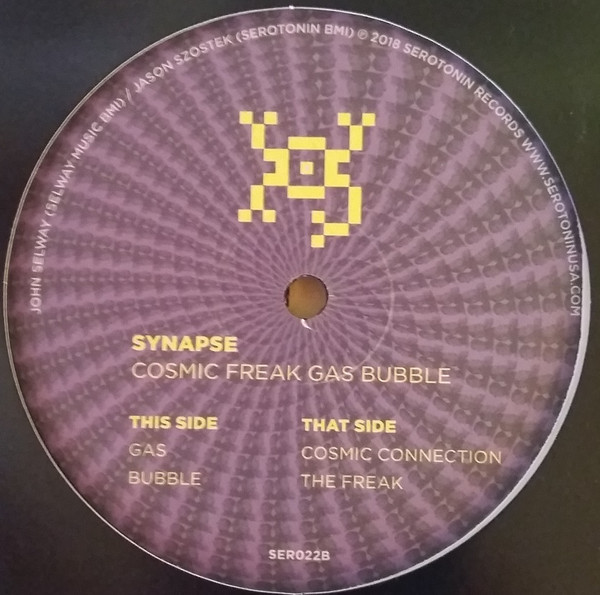 JOHN SELWAY (SELWAY MUSIC BMI) / JASON SZOSTEK (SEROTONIN BMI) ℗ 2018 SEROTONIN RECORDS WWW.SEROTONINUSA.COM
SYNAPSE
COSMIC FREAK GAS BUBBLE
THIS SIDE
GAS
BUBBLE
THAT SIDE
COSMIC CONNECTION
THE FREAK
SER022B